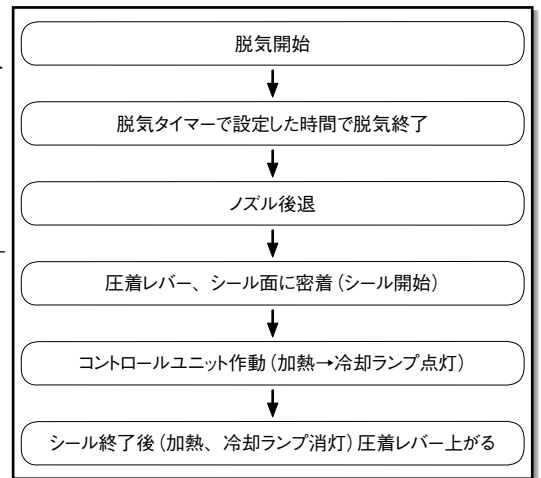 脱気開始
脱気タイマーで設定した時間で脱気終了
ノズル後退
圧着レバー、シール面に密着(シール開始)
コントロールユニット作動(加熱→冷却ランプ点灯)
シール終了後(加熱、冷却ランプ消灯)圧着レバー上がる